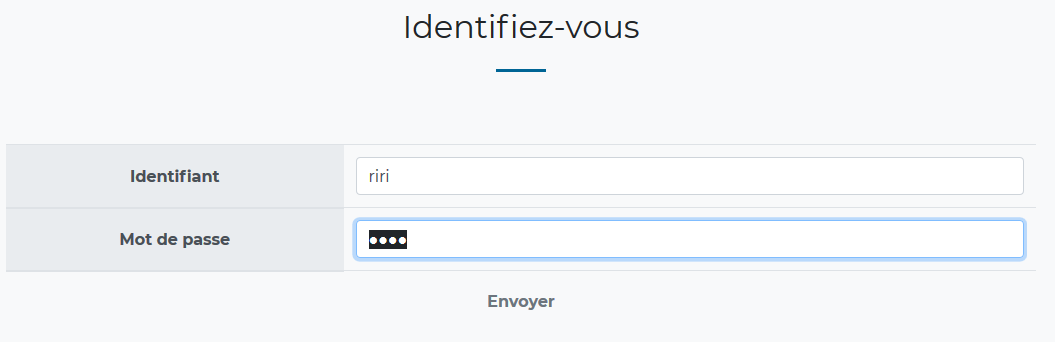 Identifiez-vous
Identifiant riri
Mot de passe ••••
Envoyer